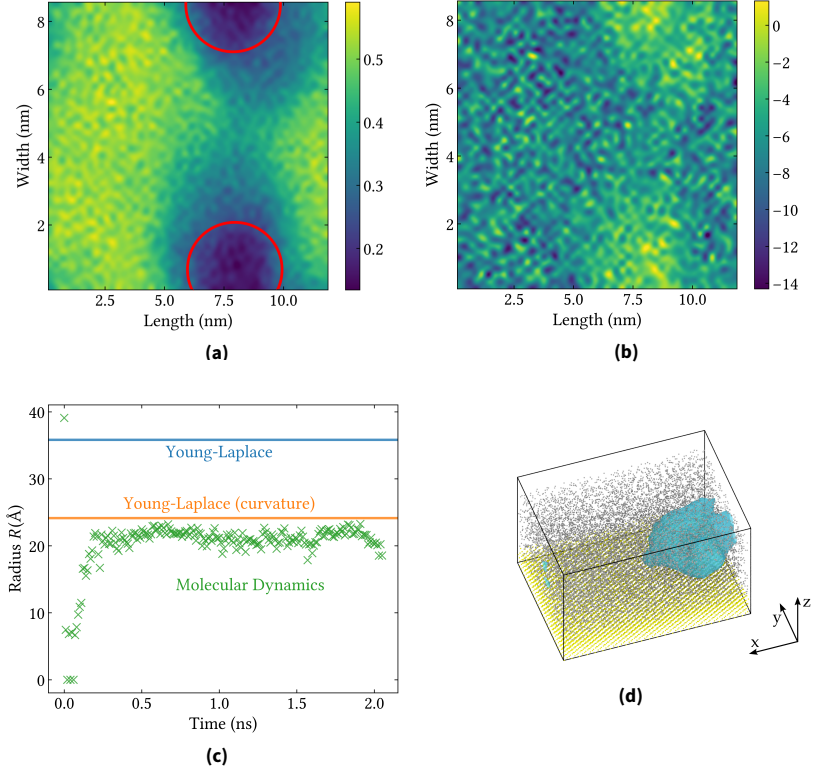 8
6
4
2
Width (nm)
2.5 5.0 7.5 10.0
Length (nm)
0.5
0.4
0.3
0.2
(a)
8
6
4
2
Width (nm)
2.5 5.0 7.5 10.0
Length (nm)
0
−2
−4
−6
−8
−10
−12
−14
(b)
40
30
20
10
0
Radius R(Å)
Young-Laplace
Young-Laplace (curvature)
Molecular Dynamics
0.0 0.5 1.0 1.5 2.0
Time (ns)
(c)
x
y
z
(d)